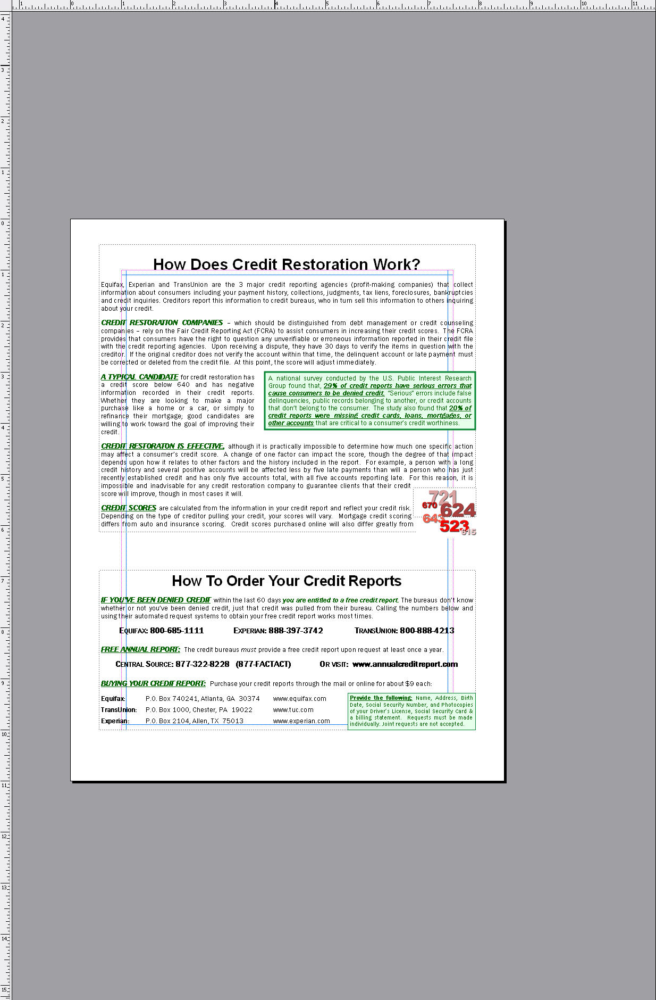 How Does Credit Restoration Work?
Equifax, Experian and TransUnion are the 3 major credit reporting agencies (profit-making companies) that collect
information about consumers including your payment history, collections, judgments, tax liens, foreclosures, bankruptcies
and credit inquiries. Creditors report this information to credit bureaus, who in turn sell this information to others inquiring
about your credit.
CREDIT RESTORATION COMPANIES – which should be distinguished from debt management or credit counseling
companies – rely on the Fair Credit Reporting Act (FCRA) to assist consumers in increasing their credit scores. The FCRA
provides that consumers have the right to question any unverifiable or erroneous information reported in their credit file
with the credit reporting agencies. Upon receiving a dispute, they have 30 days to verify the items in question with the
creditor. If the original creditor does not verify the account within that time, the delinquent account or late payment must
be corrected or deleted from the credit file. At this point, the score will adjust immediately.
A TYPICAL CANDIDATE for credit restoration has
a credit score below 640 and has negative
information recorded in their credit reports.
Whether they are looking to make a major
purchase like a home or a car, or simply to
refinance their mortgage; good candidates are
willing to work toward the goal of improving their
credit.
A national survey conducted by the U.S. Public Interest Research
Group found that, 29% of credit reports have serious errors that
cause consumers to be denied credit. “Serious” errors include false
delinquencies, public records belonging to another, or credit accounts
that don’t belong to the consumer. The study also found that 20% of
credit reports were missing credit cards, loans, mortgages, or
other accounts that are critical to a consumer’s credit worthiness.
CREDIT RESTORATON IS EFEECTIVE, although it is practically impossible to determine how much one specific action
may affect a consumer’s credit score. A change of one factor can impact the score, though the degree of that impact
depends upon how it relates to other factors and the history included in the report. For example, a person with a long
credit history and several positive accounts will be affected less by five late payments than will a person who has just
recently established credit and has only five accounts total, with all five accounts reporting late. For this reason, it is
impossible and inadvisable for any credit restoration company to guarantee clients that their credit
score will improve, though in most cases it will.
CREDIT SCORES are calculated from the information in your credit report and reflect your credit risk.
Depending on the type of creditor pulling your credit, your scores will vary. Mortgage credit scoring
differs from auto and insurance scoring. Credit scores purchased online will also differ greatly from
721
670
624
643
523
615
How To Order Your Credit Reports
IF YOU’VE BEEN DENIED CREDIT within the last 60 days you are entitled to a free credit report. The bureaus don’t know
whether or not you’ve been denied credit, just that credit was pulled from their bureau. Calling the numbers below and
using their automated request systems to obtain your free credit report works most times.
EQUIFAX: 800-685-1111 EXPERIAN: 888-397-3742 TRANSUNION: 800-888-4213
FREE ANNUAL REPORT: The credit bureaus must provide a free credit report upon request at least once a year.
CENTRAL SOURCE: 877-322-8228 (877-FACTACT) OR VISIT: www.annualcreditreport.com
BUYING YOUR CREDIT REPORT: Purchase your credit reports through the mail or online for about $9 each:
Equifax: P.O. Box 740241, Atlanta, GA 30374 www.equifax.com
TransUnion: P.O. Box 1000, Chester, PA 19022 www.tuc.com
Experian: P.O. Box 2104, Allen, TX 75013 www.experian.com
Provide the following: Name, Address, Birth
Date, Social Security Number, and Photocopies
of your Driver’s License, Social Security Card &
a billing statement. Requests must be made
individually. Joint requests are not accepted.